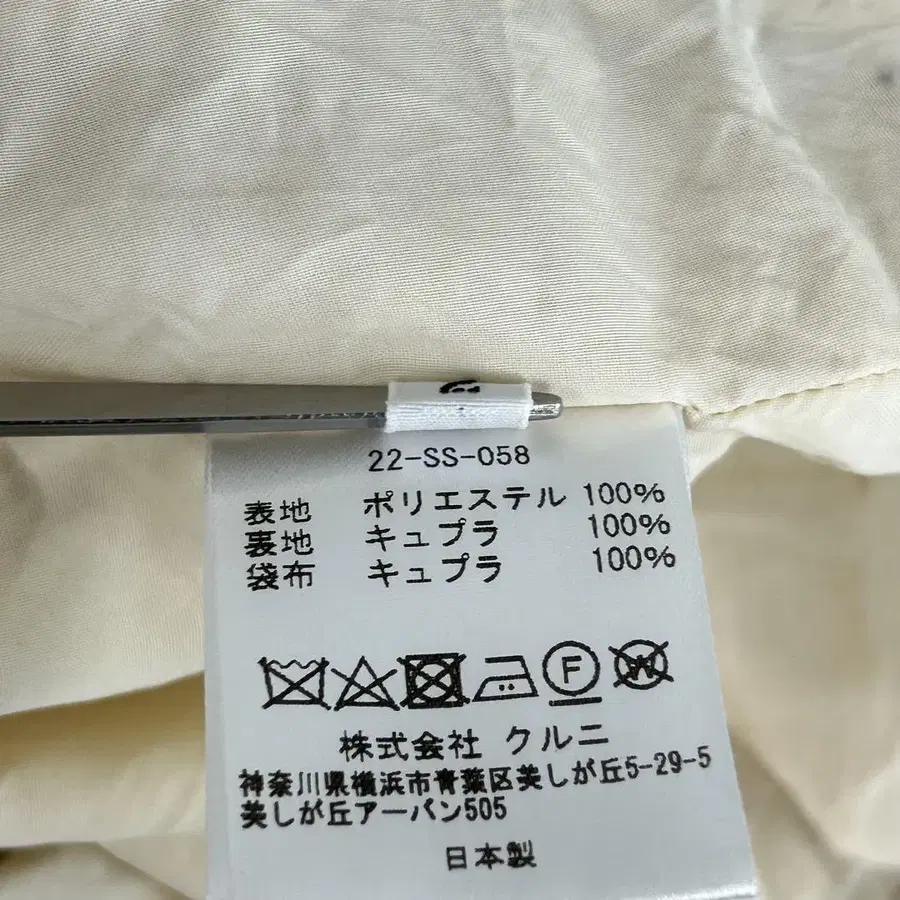 22-SS-058
表地 ポリエステル 100%
裏地 キュプラ 100%
袋布 キュプラ 100%
F W
株式会社 クルニ
神奈川県横浜市青葉区美しが丘5-29-5
美しが丘アーバン505
日本製